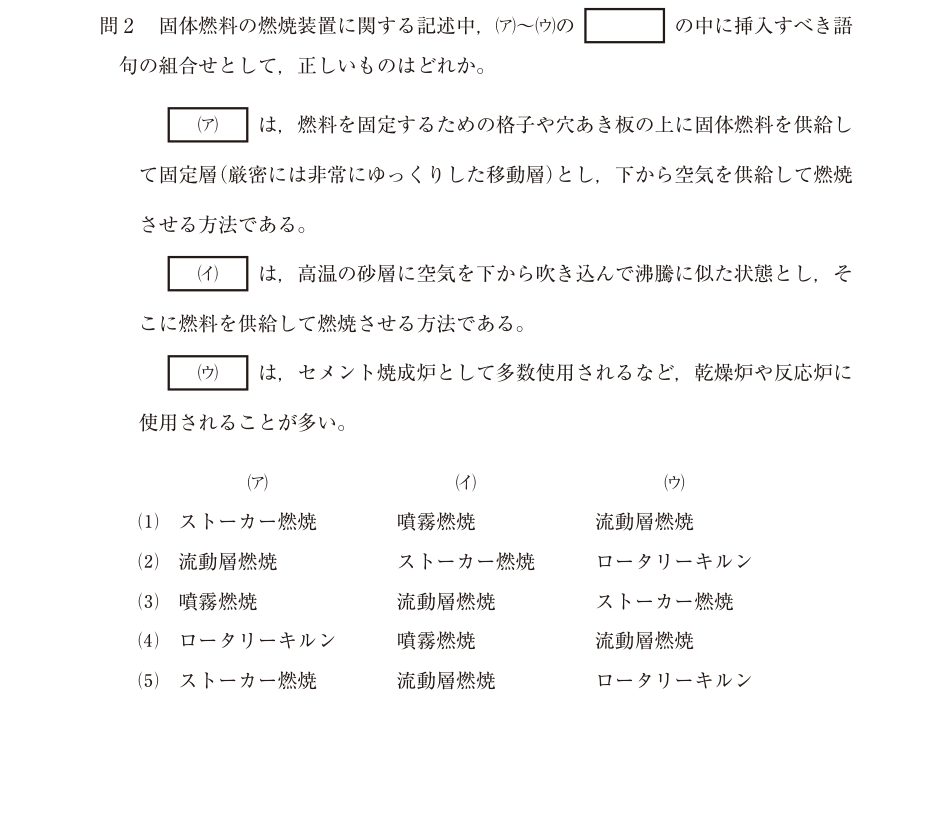 問2 固体燃料の燃焼装置に関する記述中，㈠～㈢の の中に挿入すべき語
句の組合せとして，正しいものはどれか。
(ア) は，燃料を固定するための格子や穴あき板の上に固体燃料を供給し
て固定層(厳密には非常にゆっくりした移動層)とし，下から空気を供給して燃焼
させる方法である。
(イ) は，高温の砂層に空気を下から吹き込んで沸騰に似た状態とし，そ
こに燃料を供給して燃焼させる方法である。
(ウ) は，セメント焼成炉として多数使用されるなど，乾燥炉や反応炉に
使用されることが多い。
(ア) (イ) (ウ)
(1) ストーカー燃焼 噴霧燃焼 流動層燃焼
(2) 流動層燃焼 ストーカー燃焼 ロータリーキルン
(3) 噴霧燃焼 流動層燃焼 ストーカー燃焼
(4) ロータリーキルン 噴霧燃焼 流動層燃焼
(5) ストーカー燃焼 流動層燃焼 ロータリーキルン